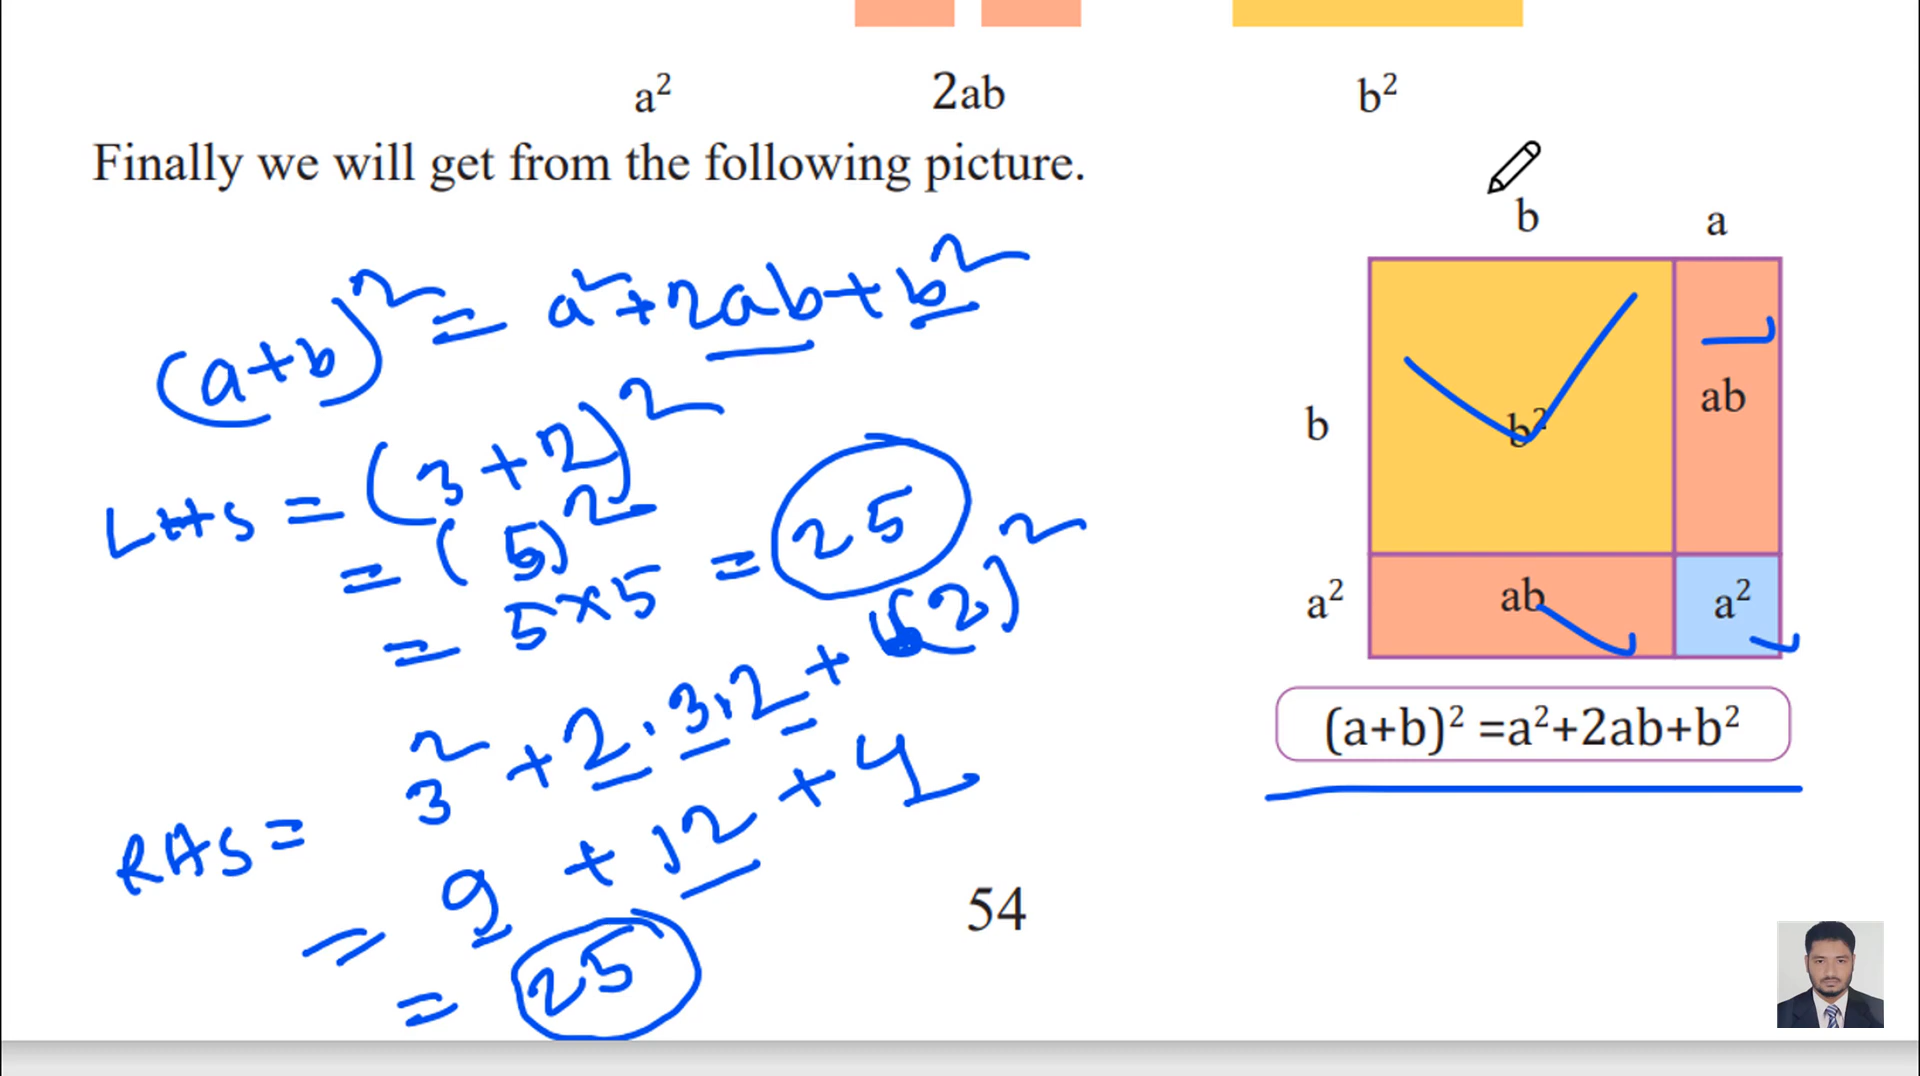 a² 2ab b²
Finally we will get from the following picture.
(a+b)² = a²+2ab+b²
LHS = (3+2)²
= (5)²
= 5×5 = 25
RHS = 3² + 2.3.2 + (2)²
= 9 + 12 + 4
= 25
b a
b b² ab
a² ab a²
(a+b)² =a²+2ab+b²
54